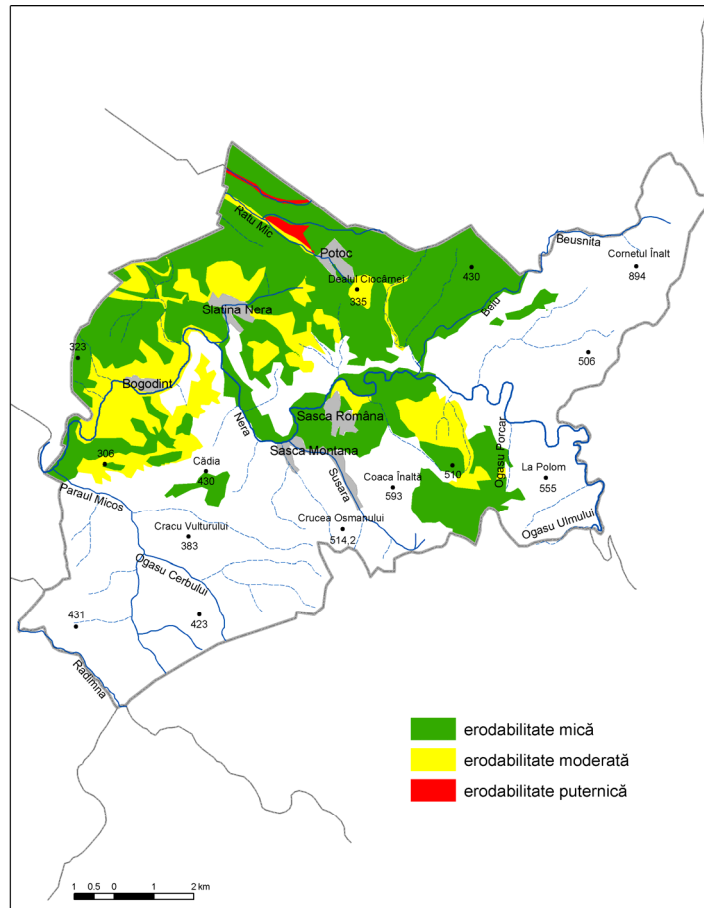 Beusnita
Cornetul Înalt
894
Ratu Mic
Potoc
430
Dealul Ciocârnei
335
Beiu
Slatina Nera
323
506
Bogodint
Nera
Sasca Româna
Ogasu Porcar
Sasca Montana
306
Câdia
430
510
La Polom
555
Paraul Micos
Susara
Coaca Înaltă
593
Crucea Osmanului
514,2
Ogasu Ulmului
Cracu Vulturului
383
Ogasu Cerbului
431
423
Radimna
erodabilitate mică
erodabilitate moderată
erodabilitate puternică
1 0.5 0 1 2 km